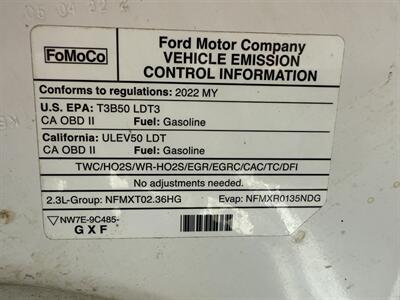 FoMoCo
Ford Motor Company
VEHICLE EMISSION
CONTROL INFORMATION
Conforms to regulations: 2022 MY
U.S. EPA: T3B50 LDT3
CA OBD II Fuel: Gasoline
California: ULEV50 LDT
CA OBD II Fuel: Gasoline
TWC/HO2S/WR-HO2S/EGR/EGRC/CAC/TC/DFI
No adjustments needed.
2.3L-Group: NFMXT02.36HG Evap: NFMXR0135NDG
NW7E-9C485-
GXF